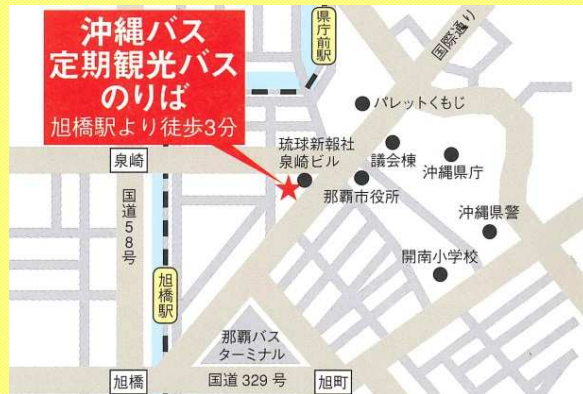 沖縄バス
定期観光バス
のりば
旭橋駅より徒歩3分
県庁前駅
国際通り
パレットくもじ
琉球新報社
泉崎ビル
議会棟
沖縄県庁
那覇市役所
泉崎
国道58号
沖縄県警
開南小学校
旭橋駅
那覇バス
ターミナル
旭橋
国道329号
旭町